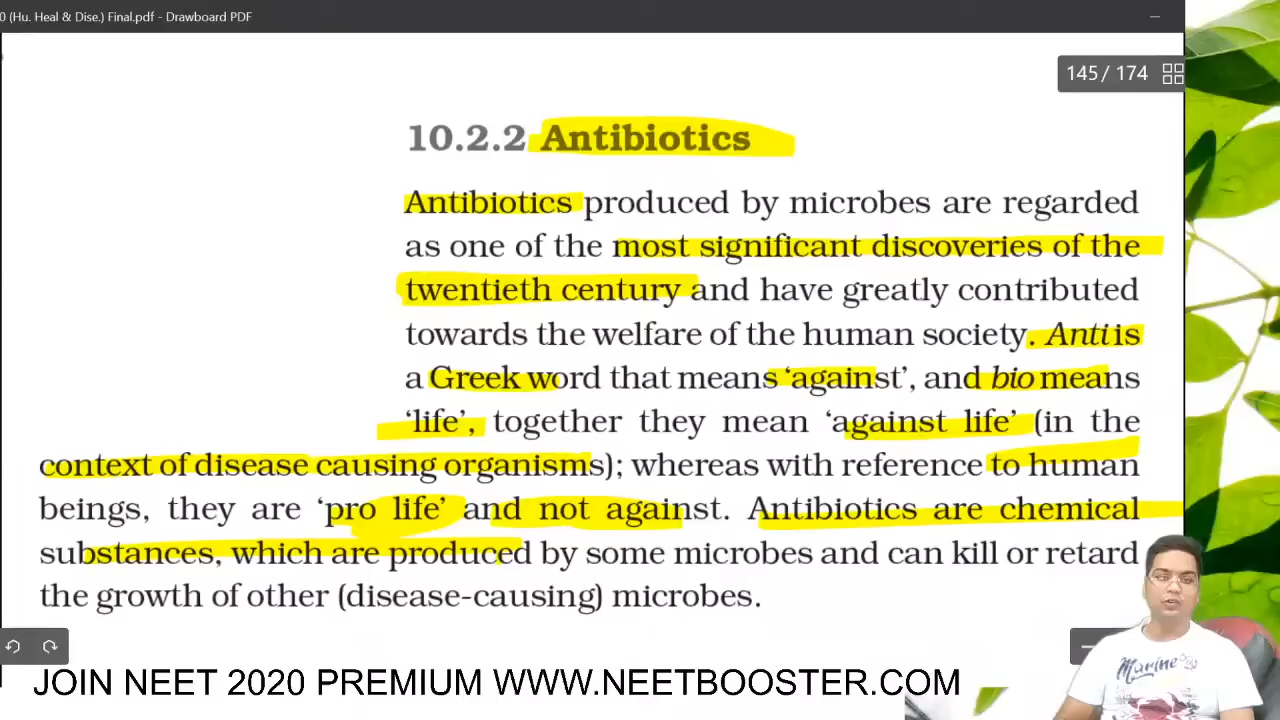 0 (Hu. Heal & Dise.) Final.pdf - Drawboard PDF
145 / 174
10.2.2 Antibiotics
Antibiotics produced by microbes are regarded
as one of the most significant discoveries of the
twentieth century and have greatly contributed
towards the welfare of the human society. Anti is
a Greek word that means ‘against’, and bio means
‘life’, together they mean ‘against life’ (in the
context of disease causing organisms); whereas with reference to human
beings, they are ‘pro life’ and not against. Antibiotics are chemical
substances, which are produced by some microbes and can kill or retard
the growth of other (disease-causing) microbes.
Marine
JOIN NEET 2020 PREMIUM WWW.NEETBOOSTER.COM